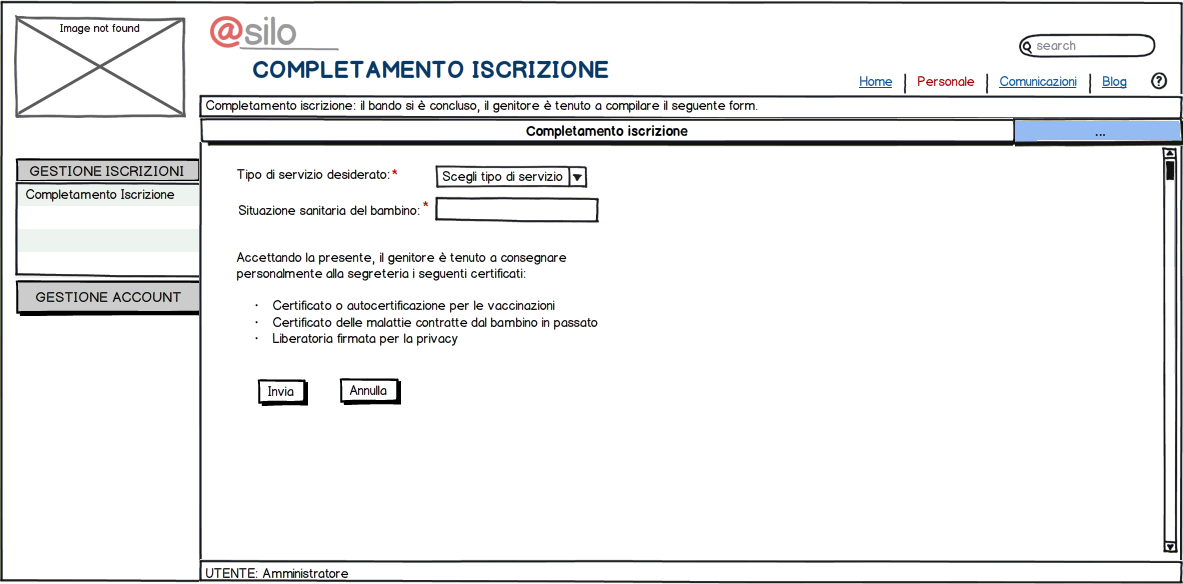 Image not found
@silo
COMPLETAMENTO ISCRIZIONE
search
Home Personale Comunicazioni Blog ?
Completamento iscrizione: il bando si è concluso, il genitore è tenuto a compilare il seguente form.
Completamento iscrizione ...
GESTIONE ISCRIZIONI
Completamento Iscrizione
GESTIONE ACCOUNT
Tipo di servizio desiderato:* Scegli tipo di servizio
Situazione sanitaria del bambino: *
Accettando la presente, il genitore è tenuto a consegnare
personalmente alla segreteria i seguenti certificati:
· Certificato o autocertificazione per le vaccinazioni
· Certificato delle malattie contratte dal bambino in passato
· Liberatoria firmata per la privacy
Invia Annulla
UTENTE: Amministratore